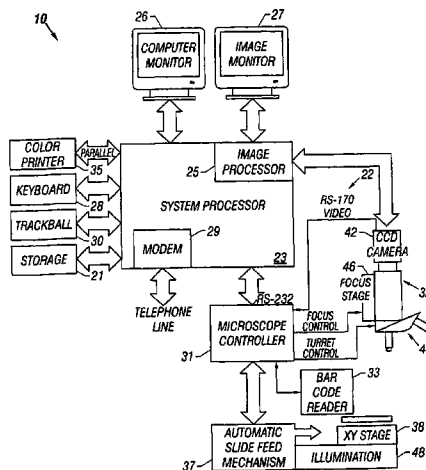 10
26
27
COMPUTER
MONITOR
IMAGE
MONITOR
COLOR
PRINTER
PARALLEL
35
KEYBOARD
28
TRACKBALL
30
STORAGE
21
25
IMAGE
PROCESSOR
SYSTEM
PROCESSOR
MODEM
29
23
TELEPHONE
LINE
RS-232
22
RS-170
VIDEO
42
CCD
CAMERA
46
FOCUS
STAGE
MICROSCOPE
CONTROLLER
31
FOCUS
CONTROL
TURRET
CONTROL
BAR
CODE
READER
33
AUTOMATIC
SLIDE FEED
MECHANISM
37
XY STAGE
38
ILLUMINATION
48